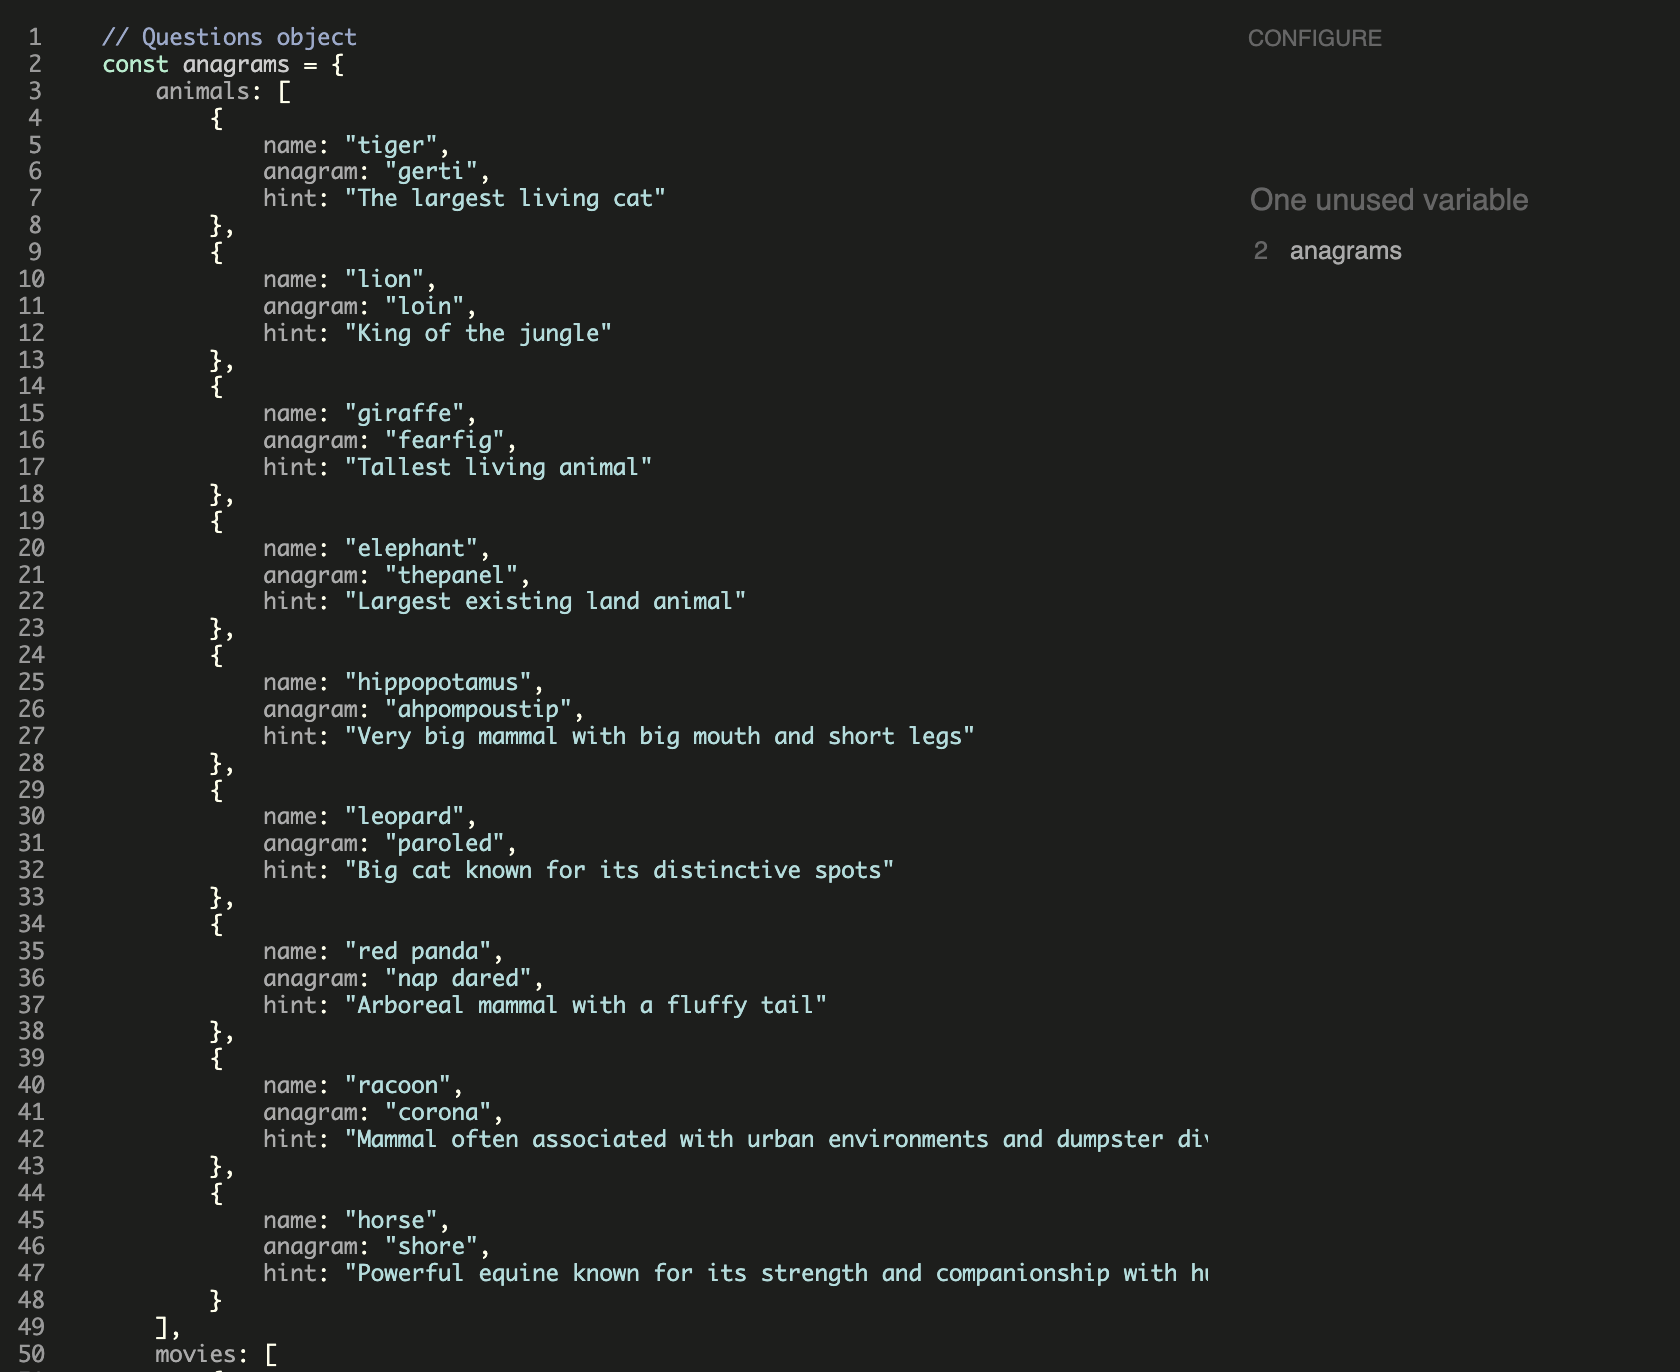 1 // Questions object
2 const anagrams = {
3 animals: [
4 {
5 name: "tiger",
6 anagram: "gerti",
7 hint: "The largest living cat"
8 },
9 {
10 name: "lion",
11 anagram: "loin",
12 hint: "King of the jungle"
13 },
14 {
15 name: "giraffe",
16 anagram: "fearfig",
17 hint: "Tallest living animal"
18 },
19 {
20 name: "elephant",
21 anagram: "thepanel",
22 hint: "Largest existing land animal"
23 },
24 {
25 name: "hippopotamus",
26 anagram: "ahpompoustip",
27 hint: "Very big mammal with big mouth and short legs"
28 },
29 {
30 name: "leopard",
31 anagram: "paroled",
32 hint: "Big cat known for its distinctive spots"
33 },
34 {
35 name: "red panda",
36 anagram: "nap dared",
37 hint: "Arboreal mammal with a fluffy tail"
38 },
39 {
40 name: "racoon",
41 anagram: "corona",
42 hint: "Mammal often associated with urban environments and dumpster
43 },
44 {
45 name: "horse",
46 anagram: "shore",
47 hint: "Powerful equine known for its strength and companionship with
48 }
49 ],
50 movies: [
CONFIGURE
One unused variable
2 anagrams